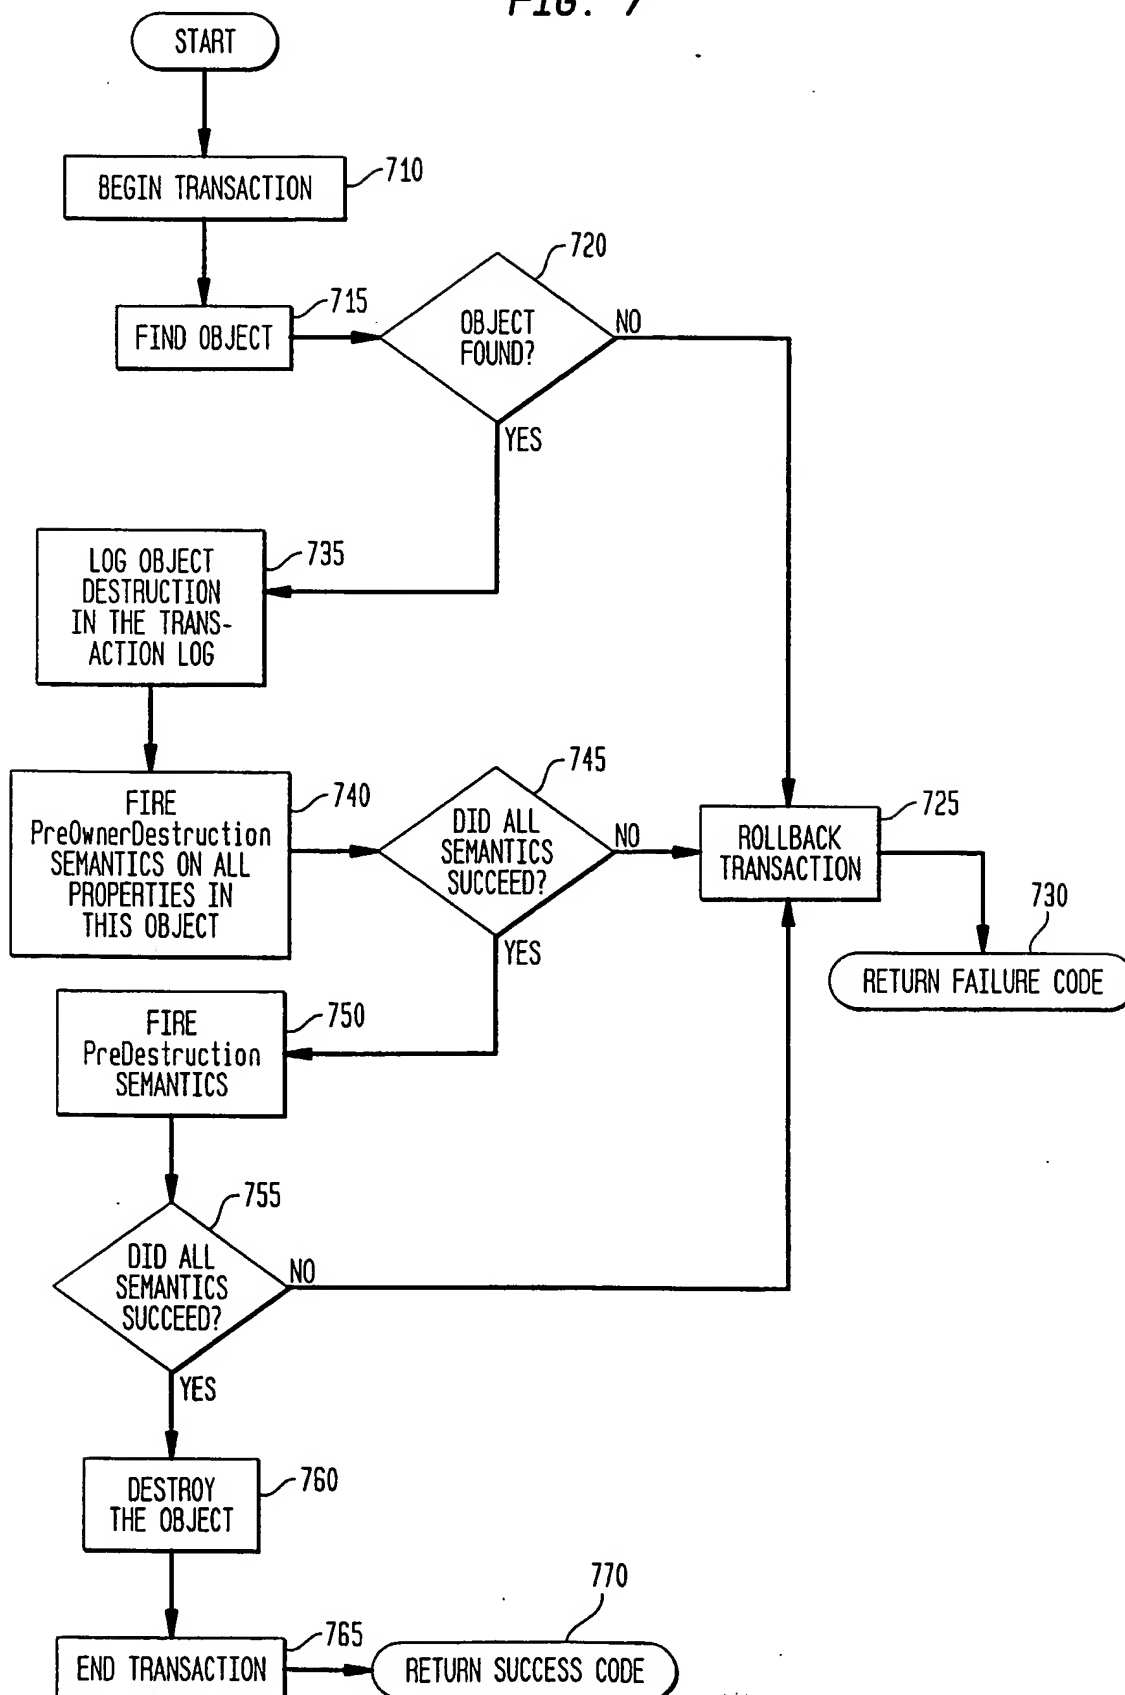 FIG. 7
START
BEGIN TRANSACTION
710
FIND OBJECT
715
OBJECT
FOUND?
720
NO
YES
LOG OBJECT
DESTRUCTION
IN THE TRANS-
ACTION LOG
735
FIRE
PreOwnerDestruction
SEMANTICS ON ALL
PROPERTIES IN
THIS OBJECT
740
DID ALL
SEMANTICS
SUCCEED?
745
NO
YES
ROLLBACK
TRANSACTION
725
730
RETURN FAILURE CODE
FIRE
PreDestruction
SEMANTICS
750
DID ALL
SEMANTICS
SUCCEED?
755
NO
YES
DESTROY
THE OBJECT
760
END TRANSACTION
765
770
RETURN SUCCESS CODE